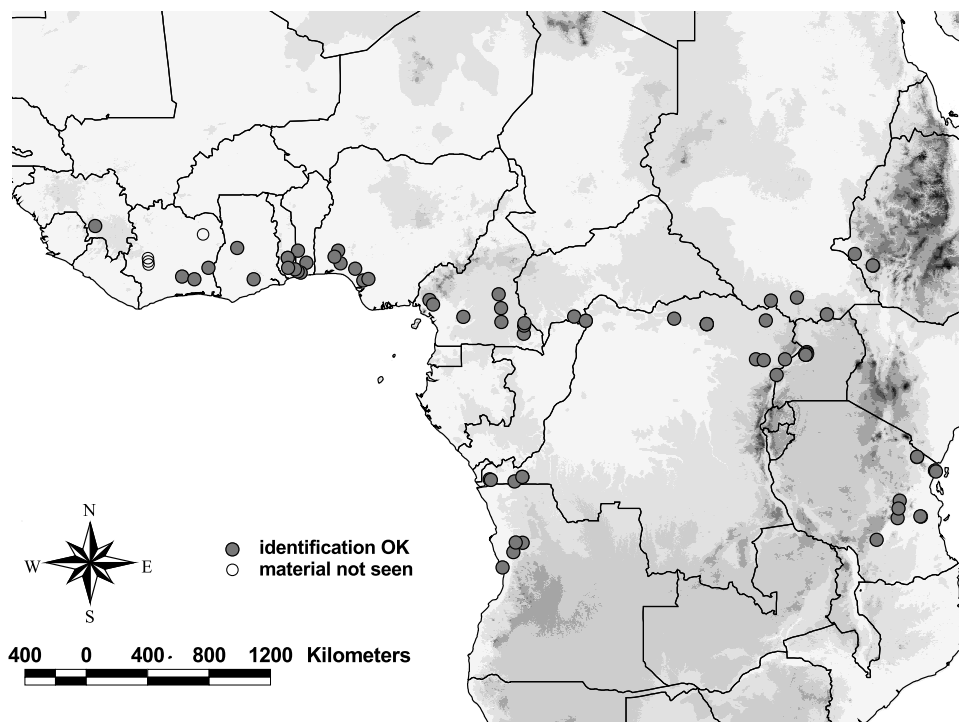 N
W E
S
identification OK
material not seen
400 0 400 800 1200 Kilometers